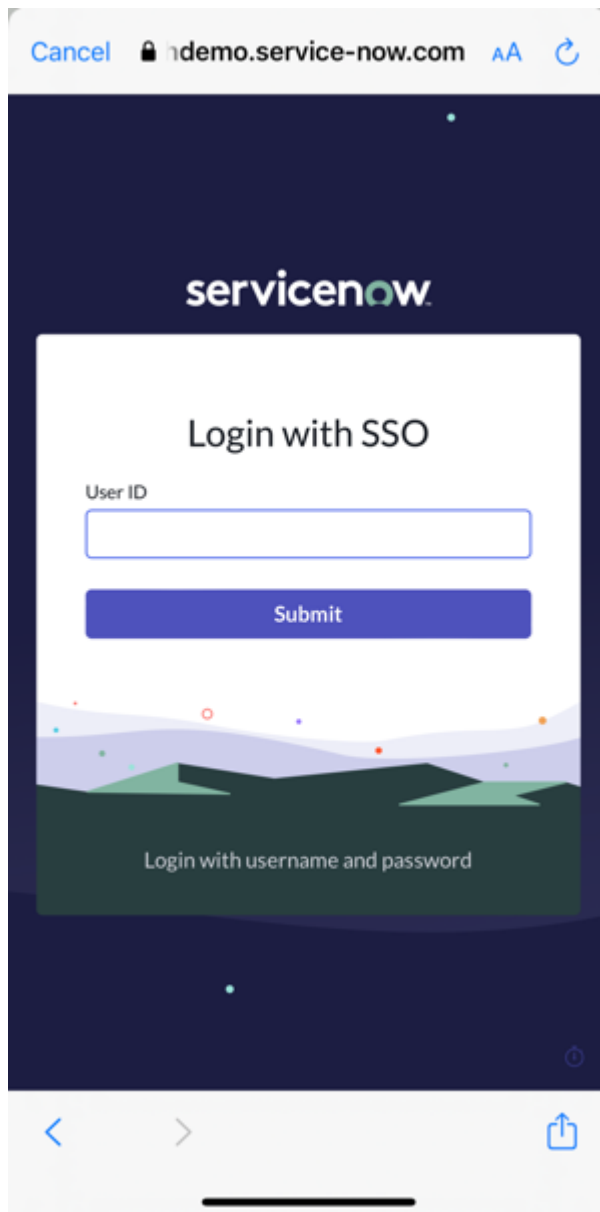 Cancel demo.service-now.com AA
servicenow
Login with SSO
User ID
Submit
Login with username and password